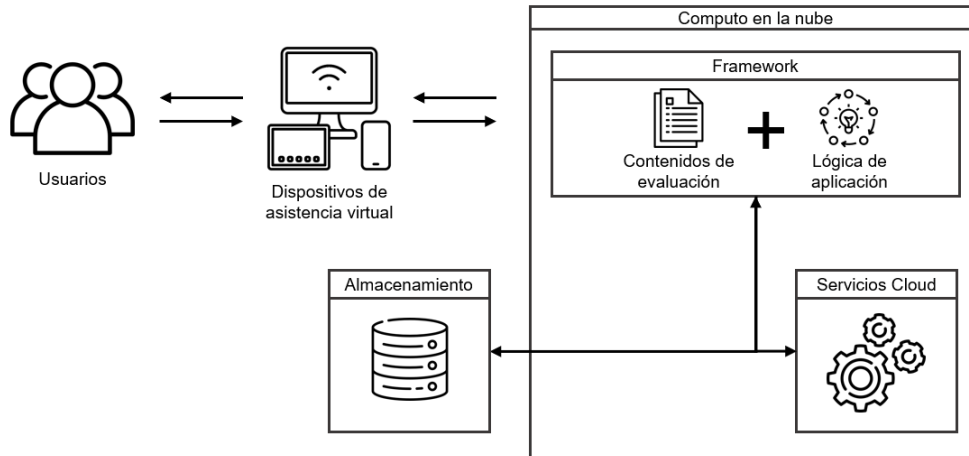 Computo en la nube
Framework
Contenidos de
evaluación
Lógica de
aplicación
Usuarios
Dispositivos de
asistencia virtual
Almacenamiento
Servicios Cloud